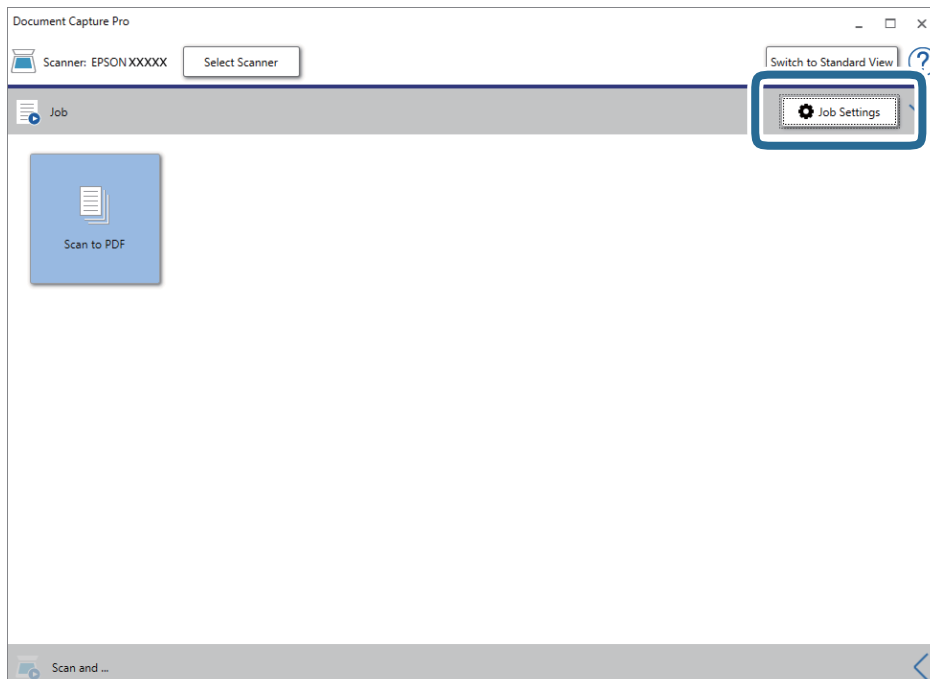 Document Capture Pro
Scanner: EPSON XXXXX
Select Scanner
Switch to Standard View
?
Job
Job Settings
Scan to PDF
Scan and ...